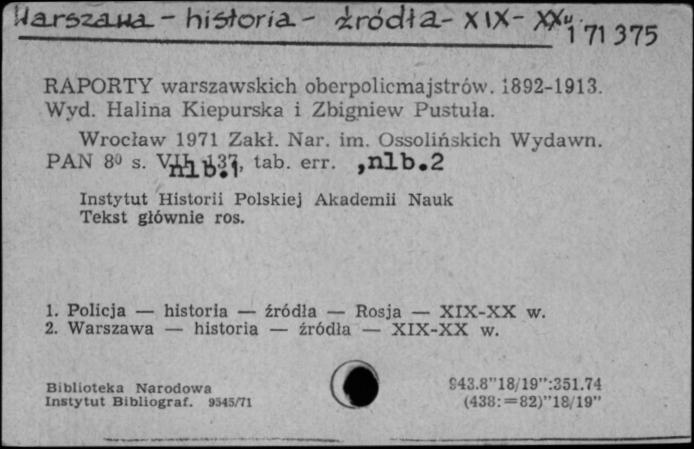 Warszawa - historia - źródła - XIX - XX w.
171 375
RAPORTY warszawskich oberpolicmajstrów. 1892-1913.
Wyd. Halina Kiepurska i Zbigniew Pustuła.
Wrocław 1971 Zakł. Nar. im. Ossolińskich Wydawn.
PAN 8⁰ s. VII, 137, tab. err. ,nlb.2
nlb.1
Instytut Historii Polskiej Akademii Nauk
Tekst głównie ros.
1. Policja — historia — źródła — Rosja — XIX-XX w.
2. Warszawa — historia — źródła — XIX-XX w.
Biblioteka Narodowa
Instytut Bibliograf. 9545/71
943.8"18/19":351.74
(438:=82)"18/19"